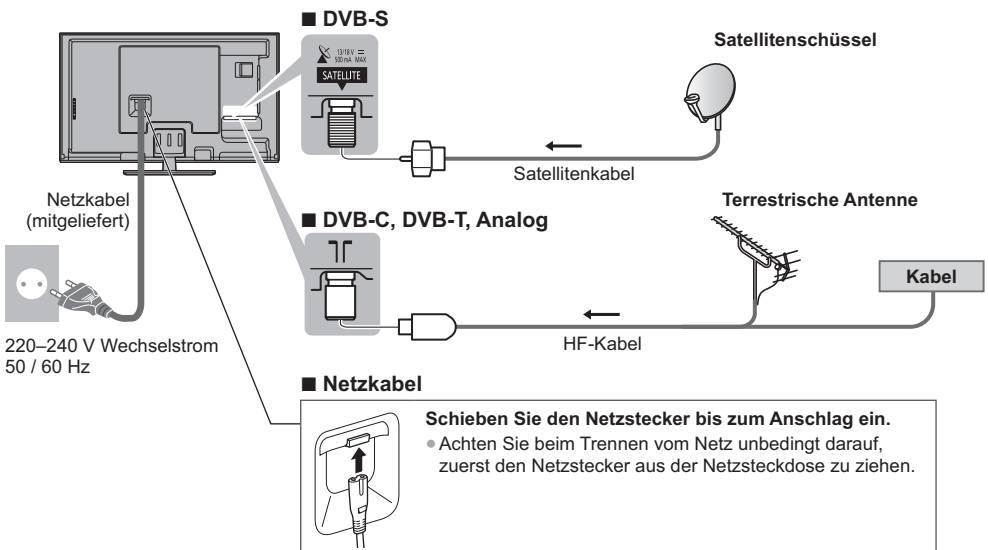 ■ DVB-S
13/18 V ⎓
500 mA MAX
SATELLITE
Satellitenschüssel
Satellitenkabel
Netzkabel
(mitgeliefert)
■ DVB-C, DVB-T, Analog
Terrestrische Antenne
Kabel
HF-Kabel
220–240 V Wechselstrom
50 / 60 Hz
■ Netzkabel
Schieben Sie den Netzstecker bis zum Anschlag ein.
● Achten Sie beim Trennen vom Netz unbedingt darauf,
zuerst den Netzstecker aus der Netzsteckdose zu ziehen.